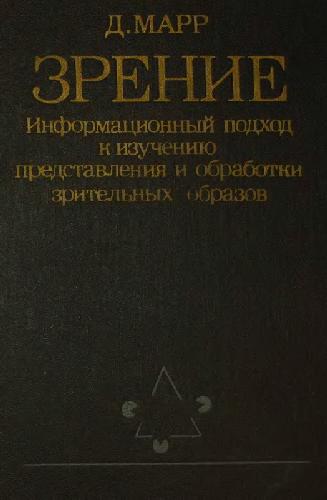 Д. МАРР
ЗРЕНИЕ
Информационный подход
к изучению
представления и обработки
зрительных образов